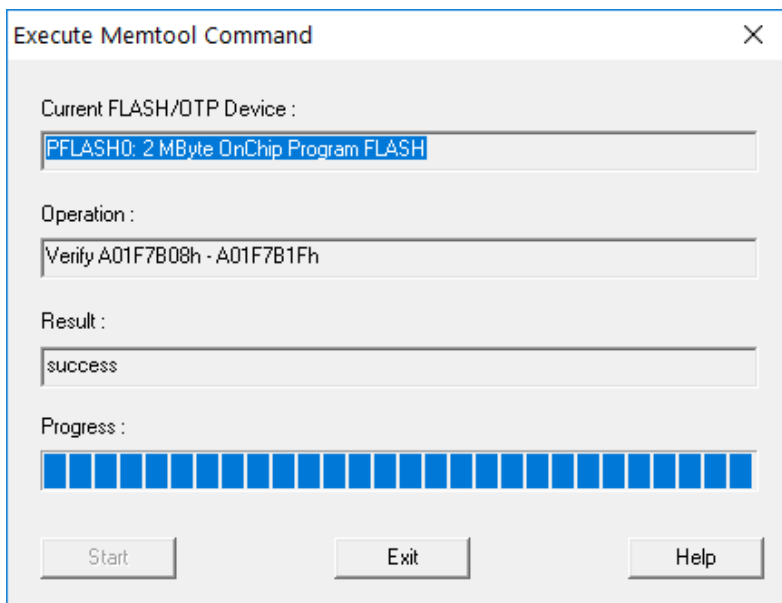 Execute Memtool Command
Current FLASH/OTP Device :
PFLASH0: 2 MByte OnChip Program FLASH
Operation :
Verify A01F7B08h - A01F7B1Fh
Result :
success
Progress :
Start Exit Help